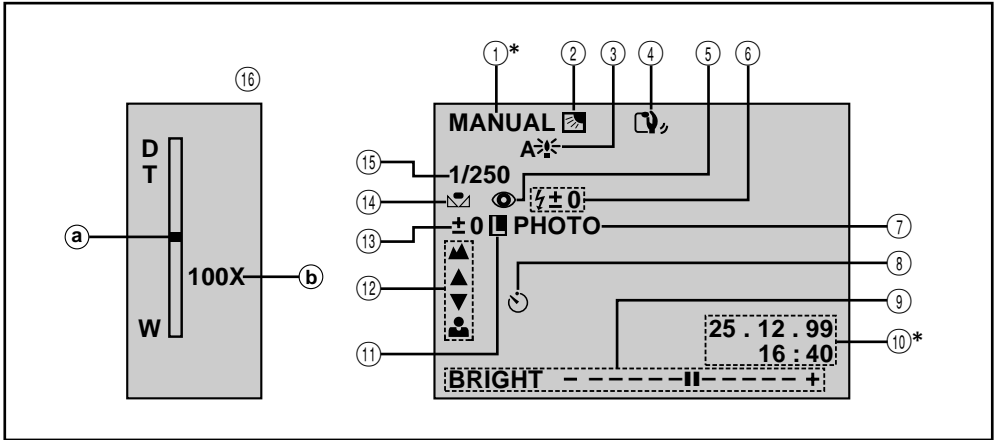 ①* ② ③ ④ ⑤ ⑥
⑯
D
T
ⓐ
100X ⓑ
W
MANUAL
A
⑮ 1/250
⑭ ±0
⑬ ±0 PHOTO ⑦
⑫ ⑧
⑨
25 . 12 . 99
16 : 40 ⑩*
⑪
BRIGHT – – – – – – – – – – – +